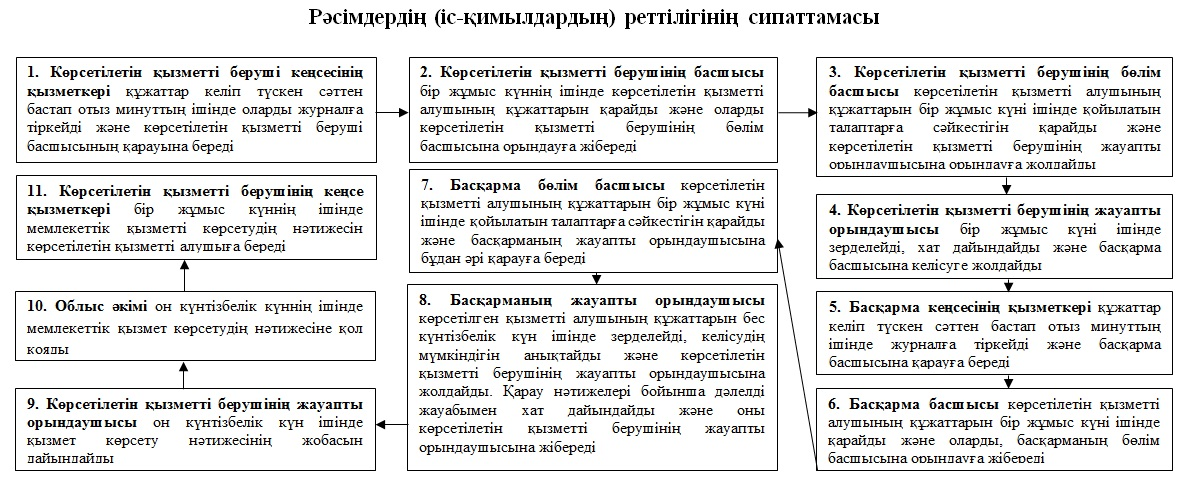 Рәсімдердің (іс-қимылдардың) реттілігінің сипаттамасы
1. Көрсетілетін қызметті беруші кеңсесінің
қызметкері құжаттар келіп түскен сәттен
бастап отыз минуттың ішінде оларды журналға
тіркейді және көрсетілетін қызметті беруші
басшысының қарауына береді
2. Көрсетілетін қызметті берушінің басшысы
бір жұмыс күннің ішінде көрсетілетін қызметті
алушының құжаттарын қарайды және оларды
көрсетілетін қызметті берушінің бөлім
басшысына орындауға жібереді
3. Көрсетілетін қызметті берушінің бөлім
басшысы көрсетілетін қызметті алушының
құжаттарын бір жұмыс күні ішінде қойылатын
талаптарға сәйкестігін қарайды және
көрсетілетін қызметті берушінің жауапты
орындаушысына орындауға жолдайды
4. Көрсетілетін қызметті берушінің жауапты
орындаушысы бір жұмыс күні ішінде
зерделейді, хат дайындайды және басқарма
басшысына келісуге жолдайды
5. Басқарма кеңсесінің қызметкері құжаттар
келіп түскен сәттен бастап отыз минуттың
ішінде журналға тіркейді және басқарма
басшысына қарауға береді
6. Басқарма басшысы көрсетілетін қызметті
алушының құжаттарын бір жұмыс күні ішінде
қарайды және оларды, басқарманың бөлім
басшысына орындауға жібереді
7. Басқарма бөлім басшысы көрсетілетін
қызметті алушының құжаттарын бір жұмыс күні
ішінде қойылатын талаптарға сәйкестігін қарайды
және басқарманың жауапты орындаушысына
бұдан әрі қарауға береді
8. Басқарманың жауапты орындаушысы
көрсетілген қызметті алушының құжаттарын бес
күнтізбелік күн ішінде зерделейді, келісудің
мүмкіндігін анықтайды және көрсетілетін
қызметті берушінің жауапты орындаушысына
жолдайды. Қарау нәтижелері бойынша дәлелді
жауабымен хат дайындайды және оны
көрсетілетін қызметті берушінің жауапты
орындаушысына жібереді
9. Көрсетілетін қызметті берушінің жауапты
орындаушысы он күнтізбелік күн ішінде
қызмет көрсету нәтижесінің жобасын
дайындайды
10. Облыс әкімі он күнтізбелік күннің ішінде
мемлекеттік қызмет көрсетудің нәтижесіне қол
қояды
11. Көрсетілетін қызметті берушінің кеңсе
қызметкері бір жұмыс күннің ішінде
мемлекеттік қызметті көрсетудің нәтижесін
көрсетілетін қызметті алушыға береді